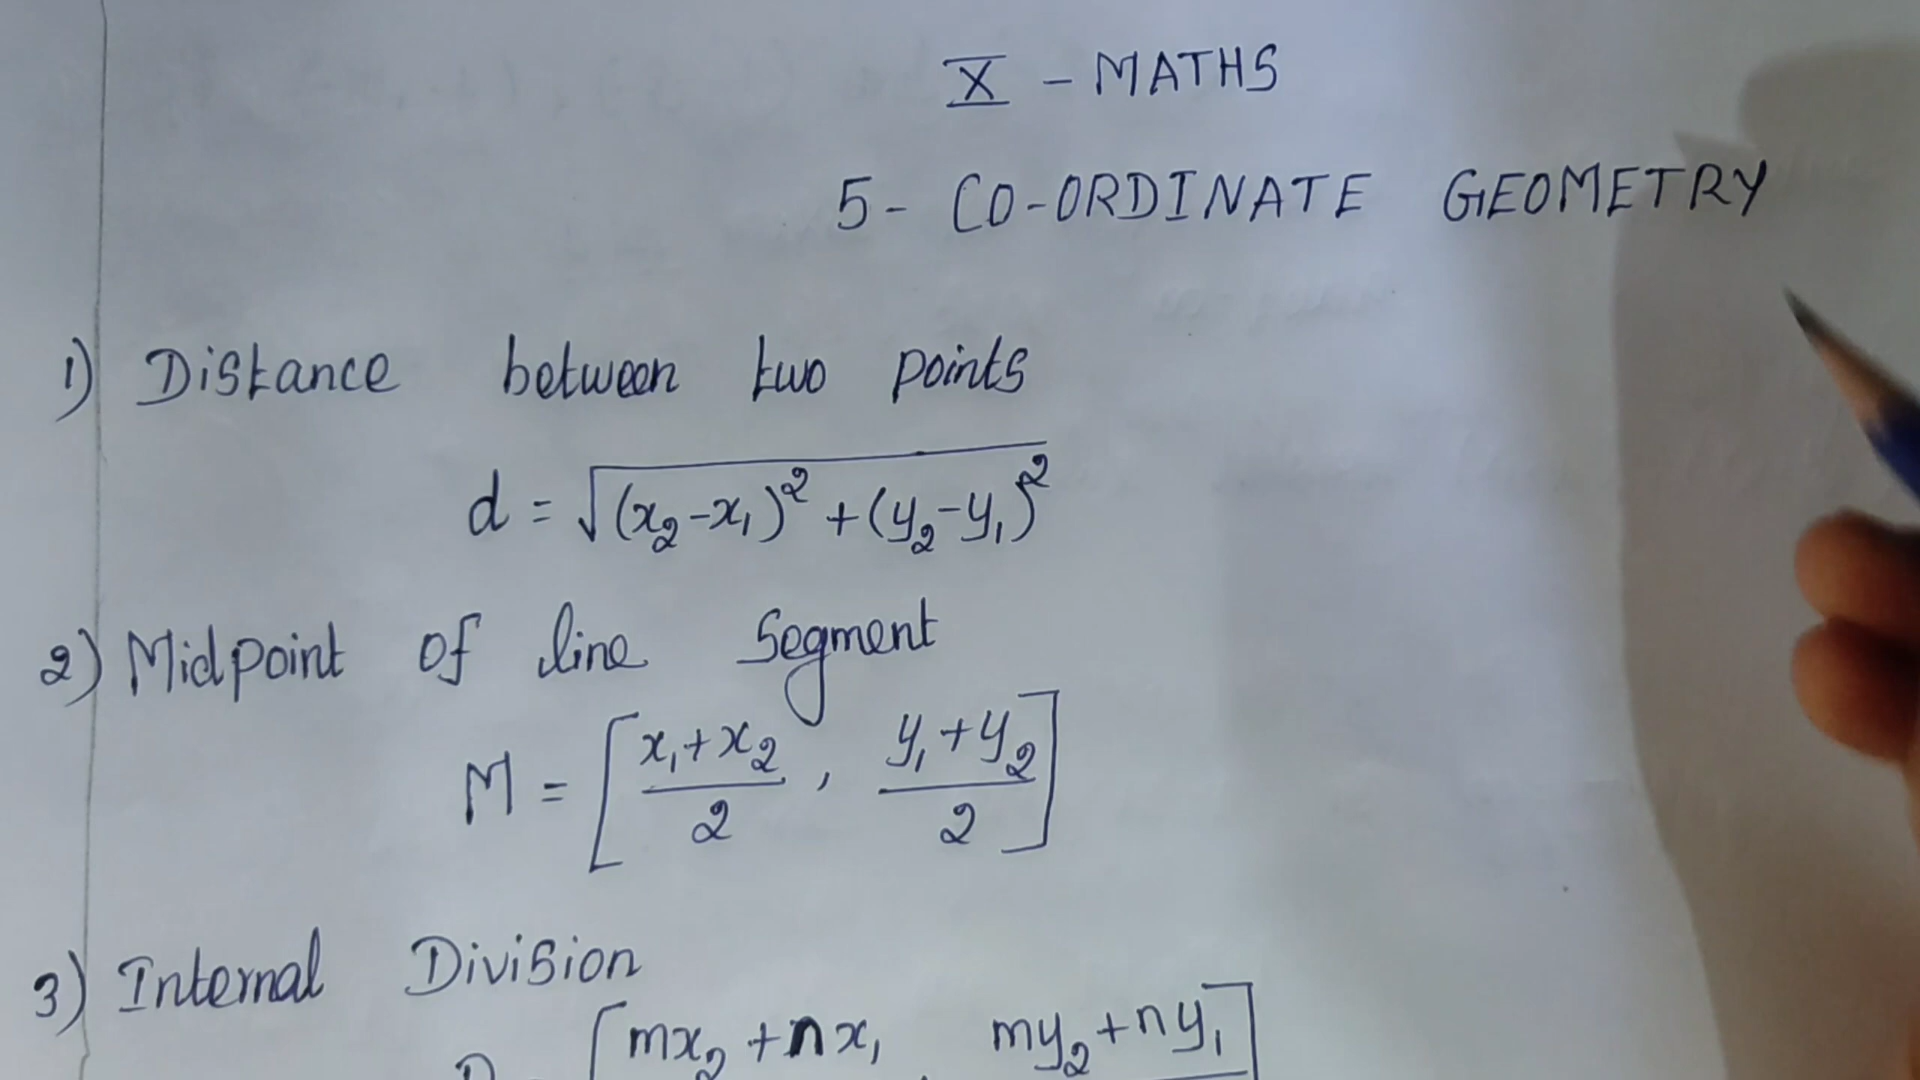 X - MATHS
5- CO-ORDINATE GEOMETRY
1) Distance between two points
d = √(x₂-x₁)² + (y₂-y₁)²
2) Midpoint of line Segment
M = [x₁+x₂/2, y₁+y₂/2]
3) Internal Division
[mx₂+nx₁ my₂+ny₁]